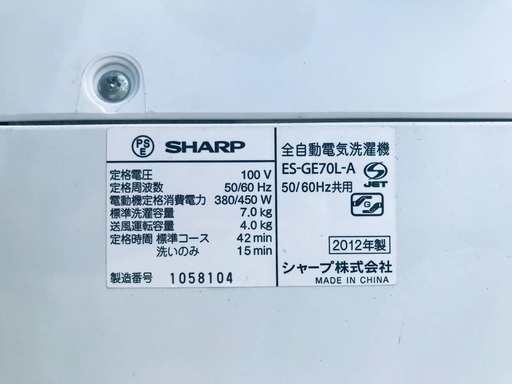 PS
E
SHARP
定格電圧 100 V
定格周波数 50/60 Hz
電動機定格消費電力 380/450 W
標準洗濯容量 7.0 kg
送風運転容量 4.0 kg
定格時間 標準コース 42 min
洗いのみ 15 min
製造番号 1058104
全自動電気洗濯機
ES-GE70L-A
50/60Hz共用
JET
G
2012年製
シャープ株式会社
MADE IN CHINA